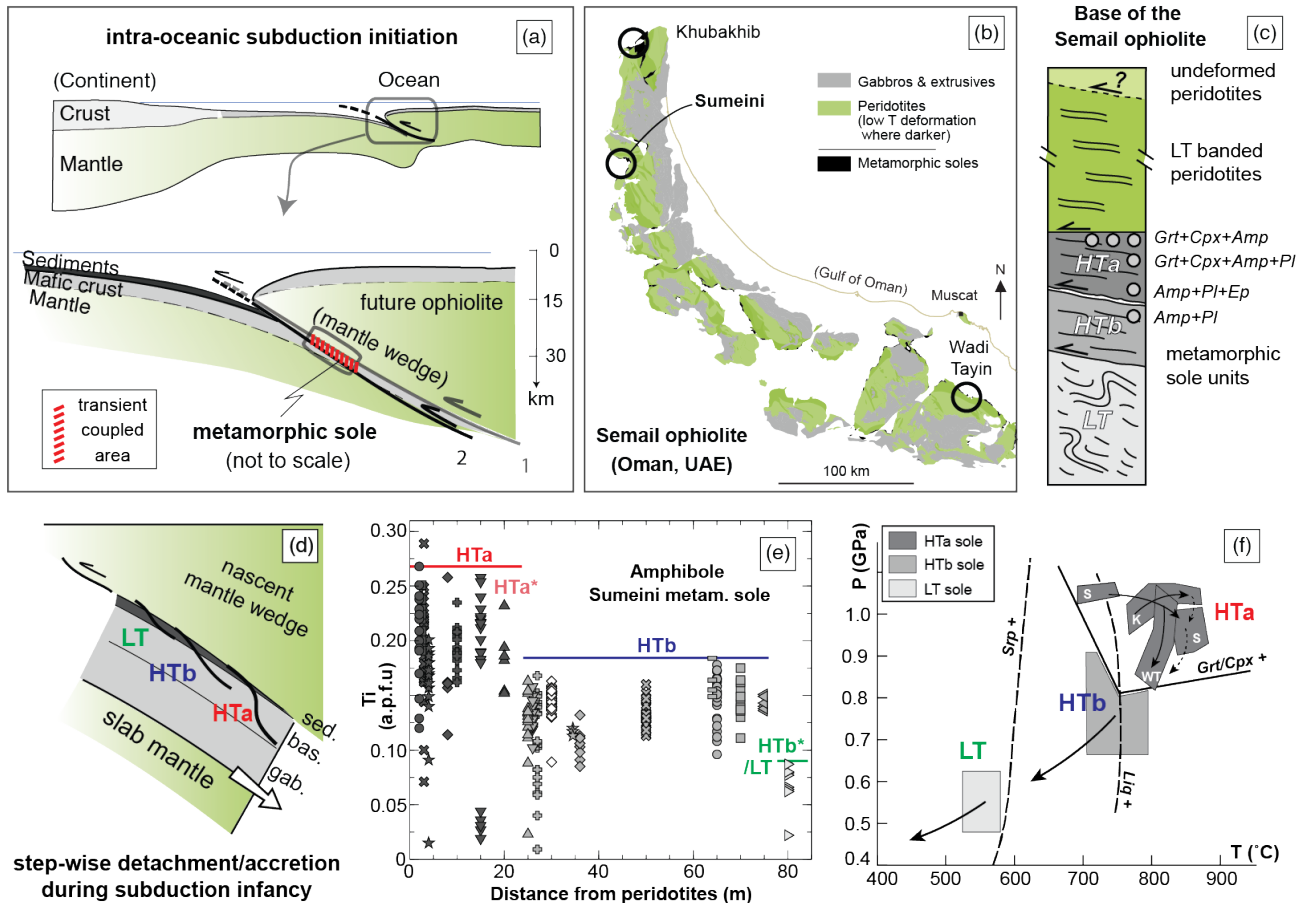 intra-oceanic subduction initiation
(a)
(Continent)
Ocean
Crust
Mantle
0
Sediments
Mafic crust
Mantle
future ophiolite
15
(mantle wedge)
30
km
transient
coupled
area
metamorphic sole
(not to scale)
2
1
(b)
Khubakhib
Gabbros & extrusives
Sumeini
Peridotites
(low T deformation
where darker)
Metamorphic soles
(Gulf of Oman)
N
Muscat
Wadi
Tayin
Semail ophiolite
(Oman, UAE)
100 km
Base of the
Semail ophiolite
(c)
?
undeformed
peridotites
LT banded
peridotites
Grt+Cpx+Amp
HTa
Grt+Cpx+Amp+Pl
Amp+Pl+Ep
HTb
Amp+Pl
metamorphic
sole units
LT
(d)
nascent
mantle wedge
LT
HTb
HTa
sed.
bas.
gab.
slab mantle
step-wise detachment/accretion
during subduction infancy
(e)
0.30
HTa
HTa*
Amphibole
Sumeini metam. sole
0.25
0.20
HTb
Ti
(a.p.f.u)
0.10
HTb*
/LT
0.05
0
0 10 20 30 40 50 60 70 80
Distance from peridotites (m)
(f)
P (GPa)
HTa sole
HTb sole
LT sole
1.0
0.9
0.8
0.7
0.6
0.5
0.4
S
K
S
WT
HTa
Srp +
Grt/Cpx +
HTb
LT
Liq +
T (˚C)
400 500 600 700 800 900